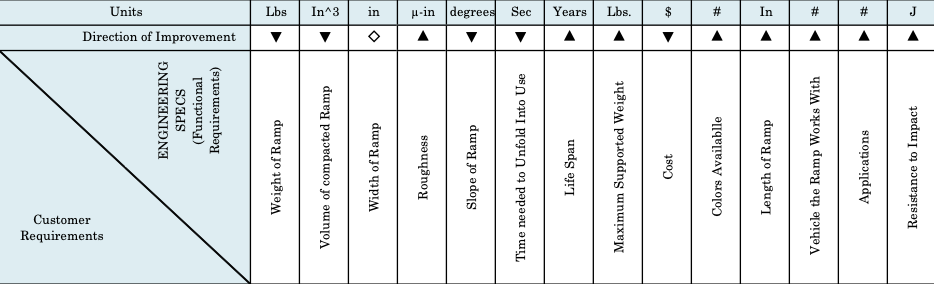 Units Lbs In^3 in µ-in degrees Sec Years Lbs. $ # In # # J
Direction of Improvement ▼ ▼ ◇ ▲ ▼ ▼ ▲ ▲ ▼ ▲ ▲ ▲ ▲ ▲
ENGINEERING
SPECS
(Functional
Requirements)
Customer
Requirements
Weight of Ramp
Volume of compacted Ramp
Width of Ramp
Roughness
Slope of Ramp
Time needed to Unfold Into Use
Life Span
Maximum Supported Weight
Cost
Colors Availablle
Length of Ramp
Vehicle the Ramp Works With
Applications
Resistance to Impact